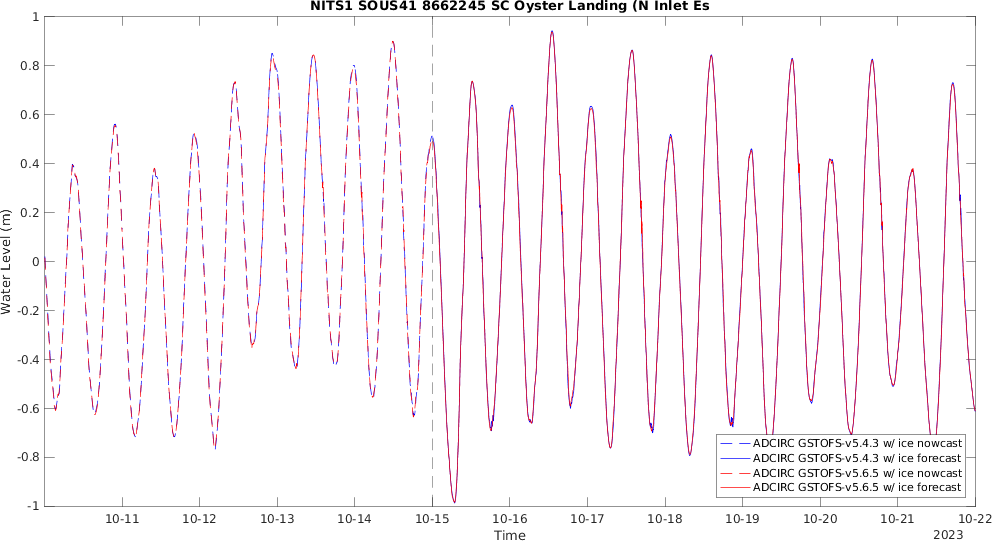 NITS1 SOUS41 8662245 SC Oyster Landing (N Inlet Es
Water Level (m)
1
0.8
0.6
0.4
0.2
0
-0.2
-0.4
-0.6
-0.8
-1
ADCIRC GSTOFS-v5.4.3 w/ ice nowcast
ADCIRC GSTOFS-v5.4.3 w/ ice forecast
ADCIRC GSTOFS-v5.6.5 w/ ice nowcast
ADCIRC GSTOFS-v5.6.5 w/ ice forecast
10-11 10-12 10-13 10-14 10-15 10-16 10-17 10-18 10-19 10-20 10-21 10-22
Time
2023